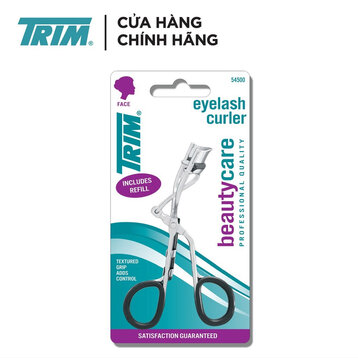 TRIM®
CỬA HÀNG
CHÍNH HÃNG
54500
FACE
eyelash
curler
TRIM®
INCLUDES
REFILL
beautycare
PROFESSIONAL QUALITY
TEXTURED
GRIP
ADDS
CONTROL
SATISFACTION GUARANTEED